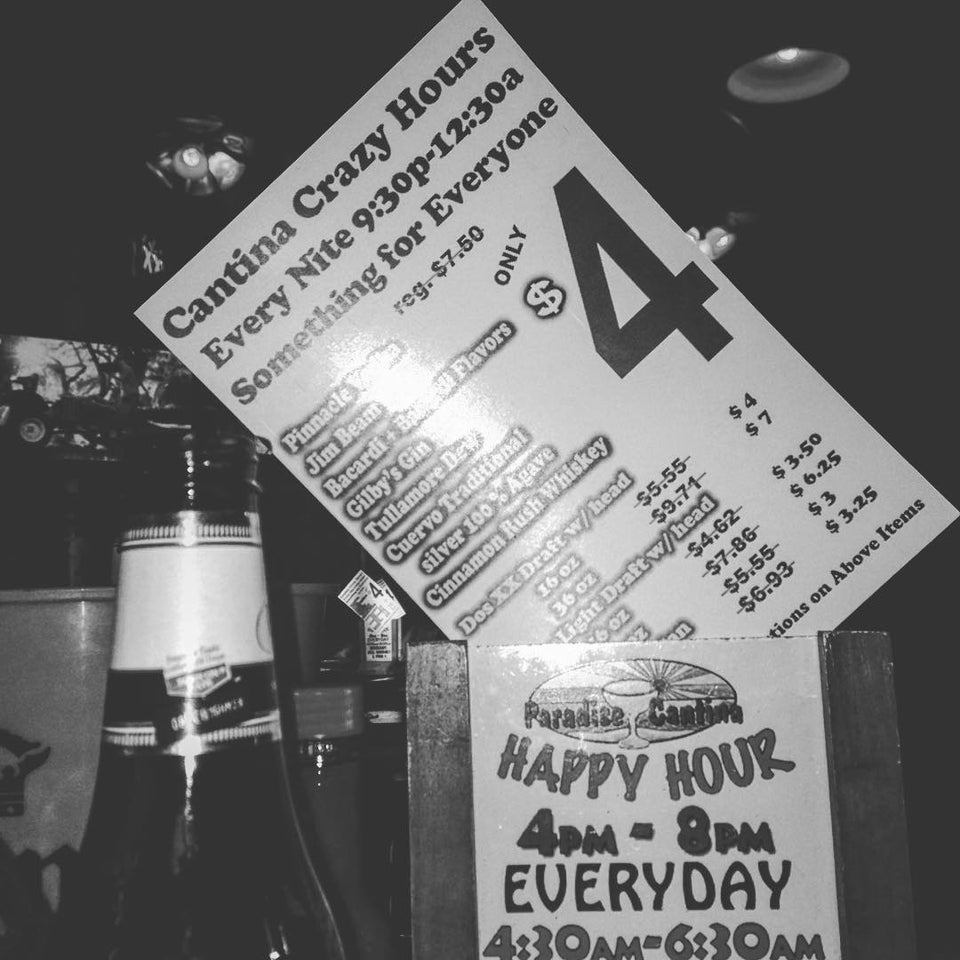 Cantina Crazy Hours
Every Nite 9:30p-12:30a
Something for Everyone
reg. $7.50
ONLY
$4
Pinnacle
Jim Beam
Bacardi - Flavors
Gilby's Gin
Tullamore Dew
Cuervo Traditional
silver 100% Agave
Cinnamon Rush Whiskey
Dos XX Draft w/ head
16 oz $5.55 $4
36 oz $9.71 $7
Light Draft w/ head
$4.62 $3.50
$7.86 $6.25
$5.55 $3
$6.93 $3.25
on Above Items
Paradise Cantina
HAPPY HOUR
4PM - 8PM
EVERYDAY
4:30AM-6:30AM